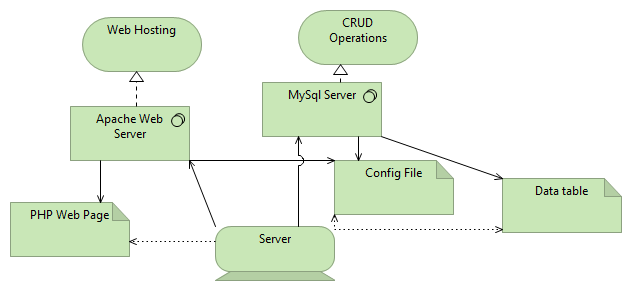 Web Hosting
CRUD
Operations
Apache Web
Server
MySql Server
Config File
Data table
PHP Web Page
Server